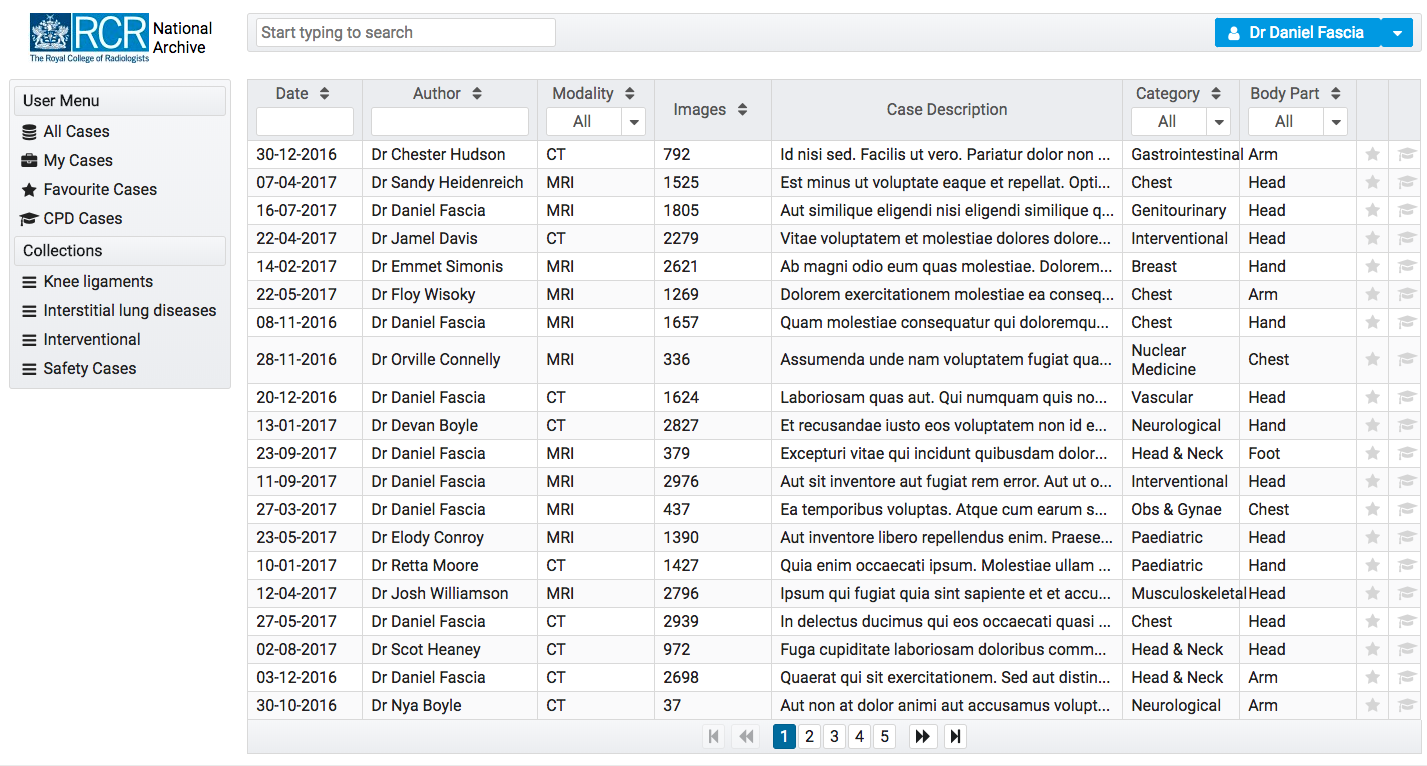 RCR National Archive
The Royal College of Radiologists
Start typing to search
Dr Daniel Fascia
User Menu
All Cases
My Cases
Favourite Cases
CPD Cases
Collections
Knee ligaments
Interstitial lung diseases
Interventional
Safety Cases
Date Author Modality Images Case Description Category Body Part
All All All
30-12-2016 Dr Chester Hudson CT 792 Id nisi sed. Facilis ut vero. Pariatur dolor non ... Gastrointestinal Arm
07-04-2017 Dr Sandy Heidenreich MRI 1525 Est minus ut voluptate eaque et repellat. Opti... Chest Head
16-07-2017 Dr Daniel Fascia MRI 1805 Aut similique eligendi nisi eligendi similique q... Genitourinary Head
22-04-2017 Dr Jamel Davis CT 2279 Vitae voluptatem et molestiae dolores dolore... Interventional Head
14-02-2017 Dr Emmet Simonis MRI 2621 Ab magni odio eum quas molestiae. Dolorem... Breast Hand
22-05-2017 Dr Floy Wisoky MRI 1269 Dolorem exercitationem molestiae ea conseq... Chest Arm
08-11-2016 Dr Daniel Fascia MRI 1657 Quam molestiae consequatur qui doloremqu... Chest Hand
28-11-2016 Dr Orville Connelly MRI 336 Assumenda unde nam voluptatem fugiat qua... Nuclear Medicine Chest
20-12-2016 Dr Daniel Fascia CT 1624 Laboriosam quas aut. Qui numquam quis no... Vascular Head
13-01-2017 Dr Devan Boyle CT 2827 Et recusandae iusto eos voluptatem non id e... Neurological Hand
23-09-2017 Dr Daniel Fascia MRI 379 Excepturi vitae qui incidunt quibusdam dolor... Head & Neck Foot
11-09-2017 Dr Daniel Fascia MRI 2976 Aut sit inventore aut fugiat rem error. Aut ut o... Interventional Head
27-03-2017 Dr Daniel Fascia MRI 437 Ea temporibus voluptas. Atque cum earum s... Obs & Gynae Chest
23-05-2017 Dr Elody Conroy MRI 1390 Aut inventore libero repellendus enim. Praese... Paediatric Head
10-01-2017 Dr Retta Moore CT 1427 Quia enim occaecati ipsum. Molestiae ullam ... Paediatric Hand
12-04-2017 Dr Josh Williamson MRI 2796 Ipsum qui fugiat quia sint sapiente et et accu... Musculoskeletal Head
27-05-2017 Dr Daniel Fascia CT 2939 In delectus ducimus qui eos occaecati quasi ... Chest Head
02-08-2017 Dr Scot Heaney CT 972 Fuga cupiditate laboriosam doloribus comm... Head & Neck Head
03-12-2016 Dr Daniel Fascia CT 2698 Quaerat qui sit exercitationem. Sed aut distin... Head & Neck Arm
30-10-2016 Dr Nya Boyle CT 37 Aut non at dolor animi aut accusamus volupt... Neurological Arm
1 2 3 4 5